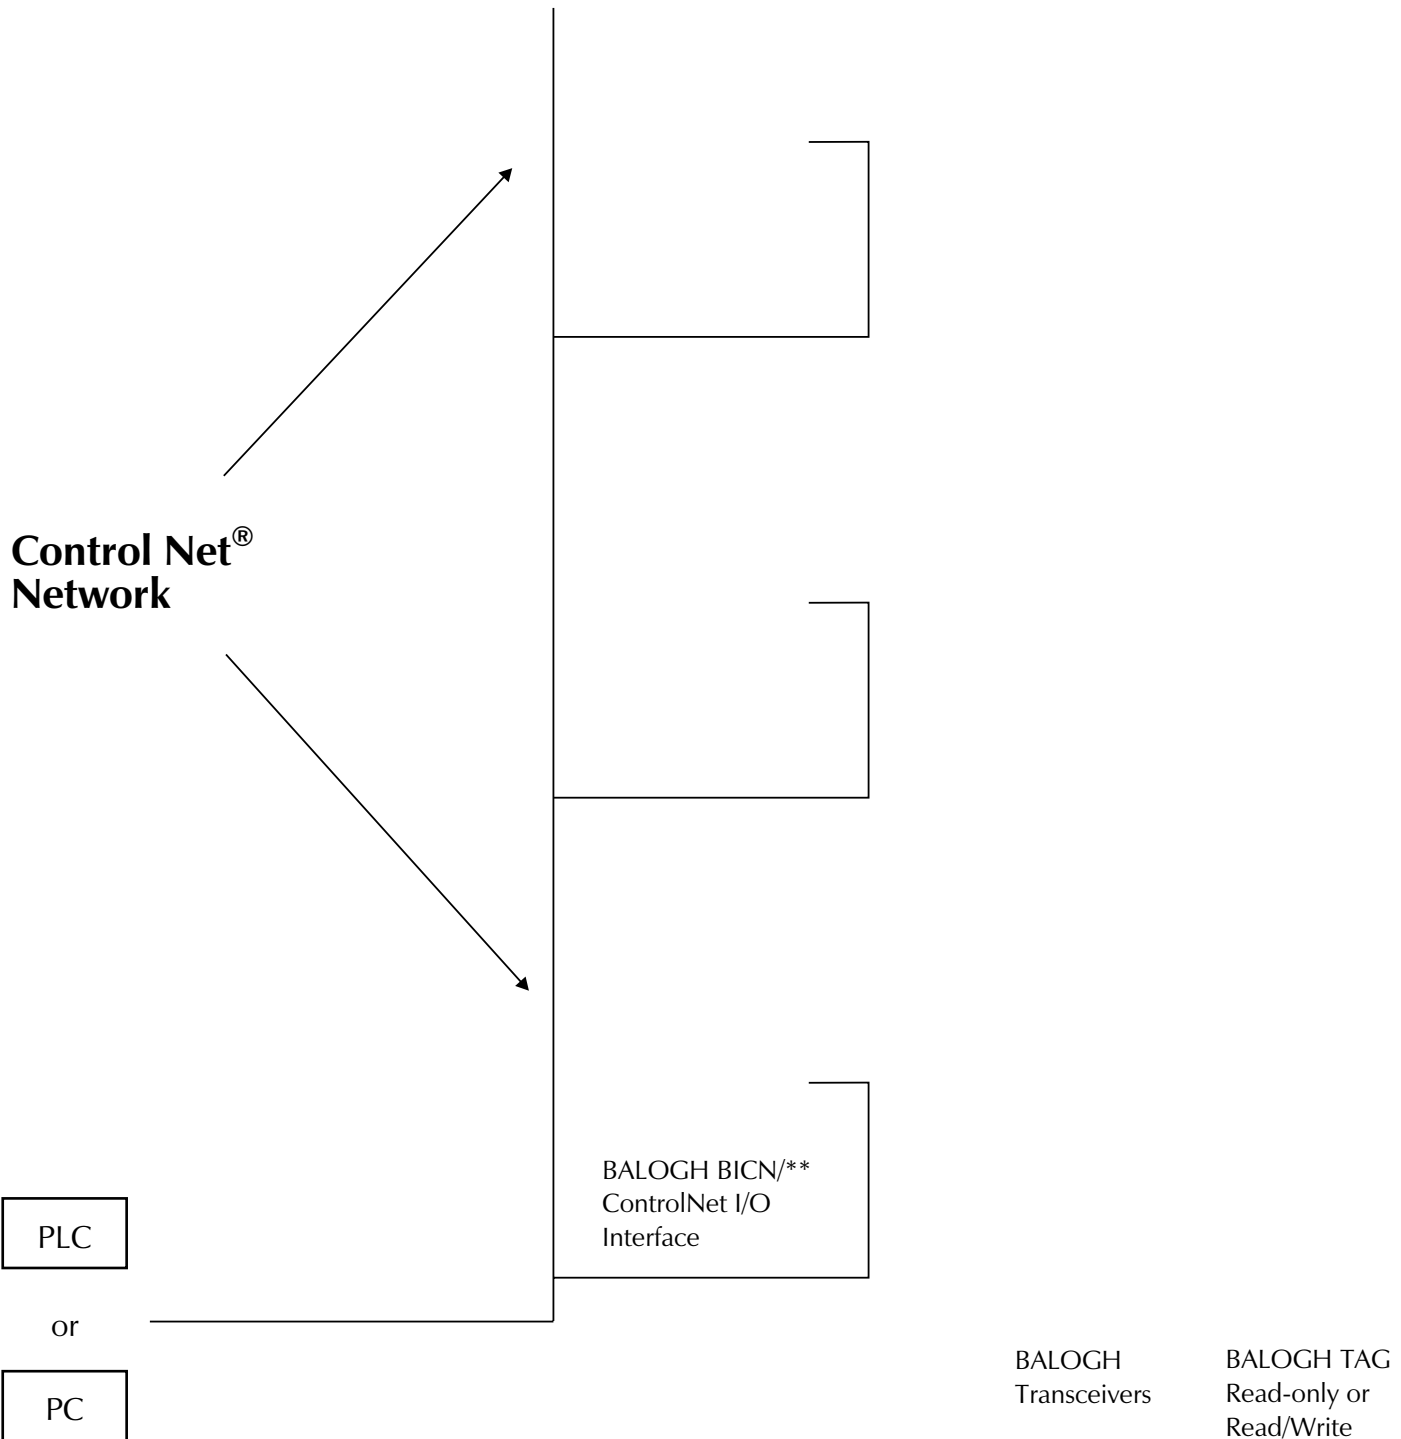 Control Net®
Network
BALOGH BICN/**
ControlNet I/O
Interface
PLC
or
PC
BALOGH
Transceivers
BALOGH TAG
Read-only or
Read/Write